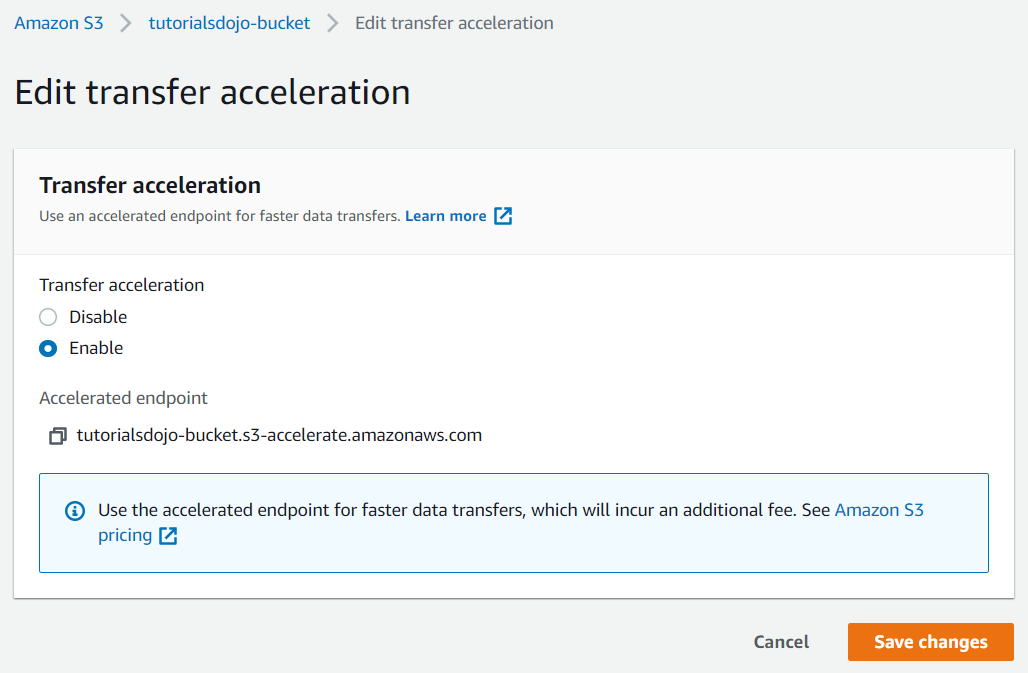 Amazon S3 > tutorialsdojo-bucket > Edit transfer acceleration
Edit transfer acceleration
Transfer acceleration
Use an accelerated endpoint for faster data transfers. Learn more
Transfer acceleration
Disable
Enable
Accelerated endpoint
tutorialsdojo-bucket.s3-accelerate.amazonaws.com
Use the accelerated endpoint for faster data transfers, which will incur an additional fee. See Amazon S3
pricing
Cancel Save changes